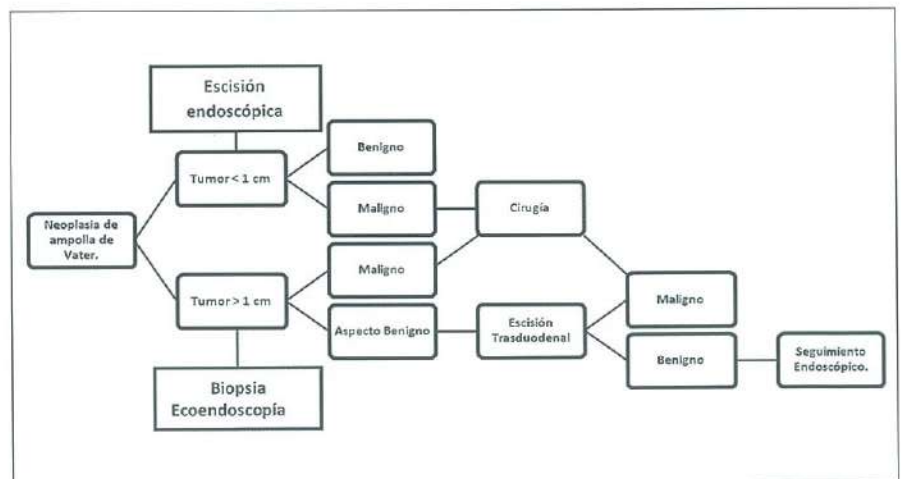 Escisión
endoscópica
Benigno
Tumor < 1 cm
Maligno
Cirugía
Neoplasia de
ampolla de
Vater.
Maligno
Tumor > 1 cm
Maligno
Aspecto Benigno
Escisión
Trasduodenal
Benigno
Seguimiento
Endoscópico.
Biopsia
Ecoendoscopía